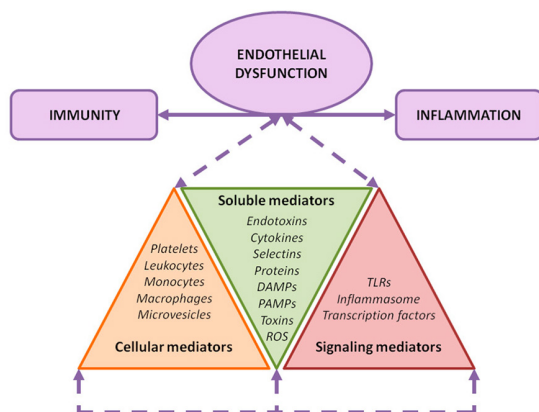 ENDOTHELIAL
DYSFUNCTION
IMMUNITY
INFLAMMATION
Soluble mediators
Endotoxins
Cytokines
Selectins
Proteins
DAMPs
PAMPs
Toxins
ROS
Platelets
Leukocytes
Monocytes
Macrophages
Microvesicles
Cellular mediators
TLRs
Inflammasome
Transcription factors
Signaling mediators